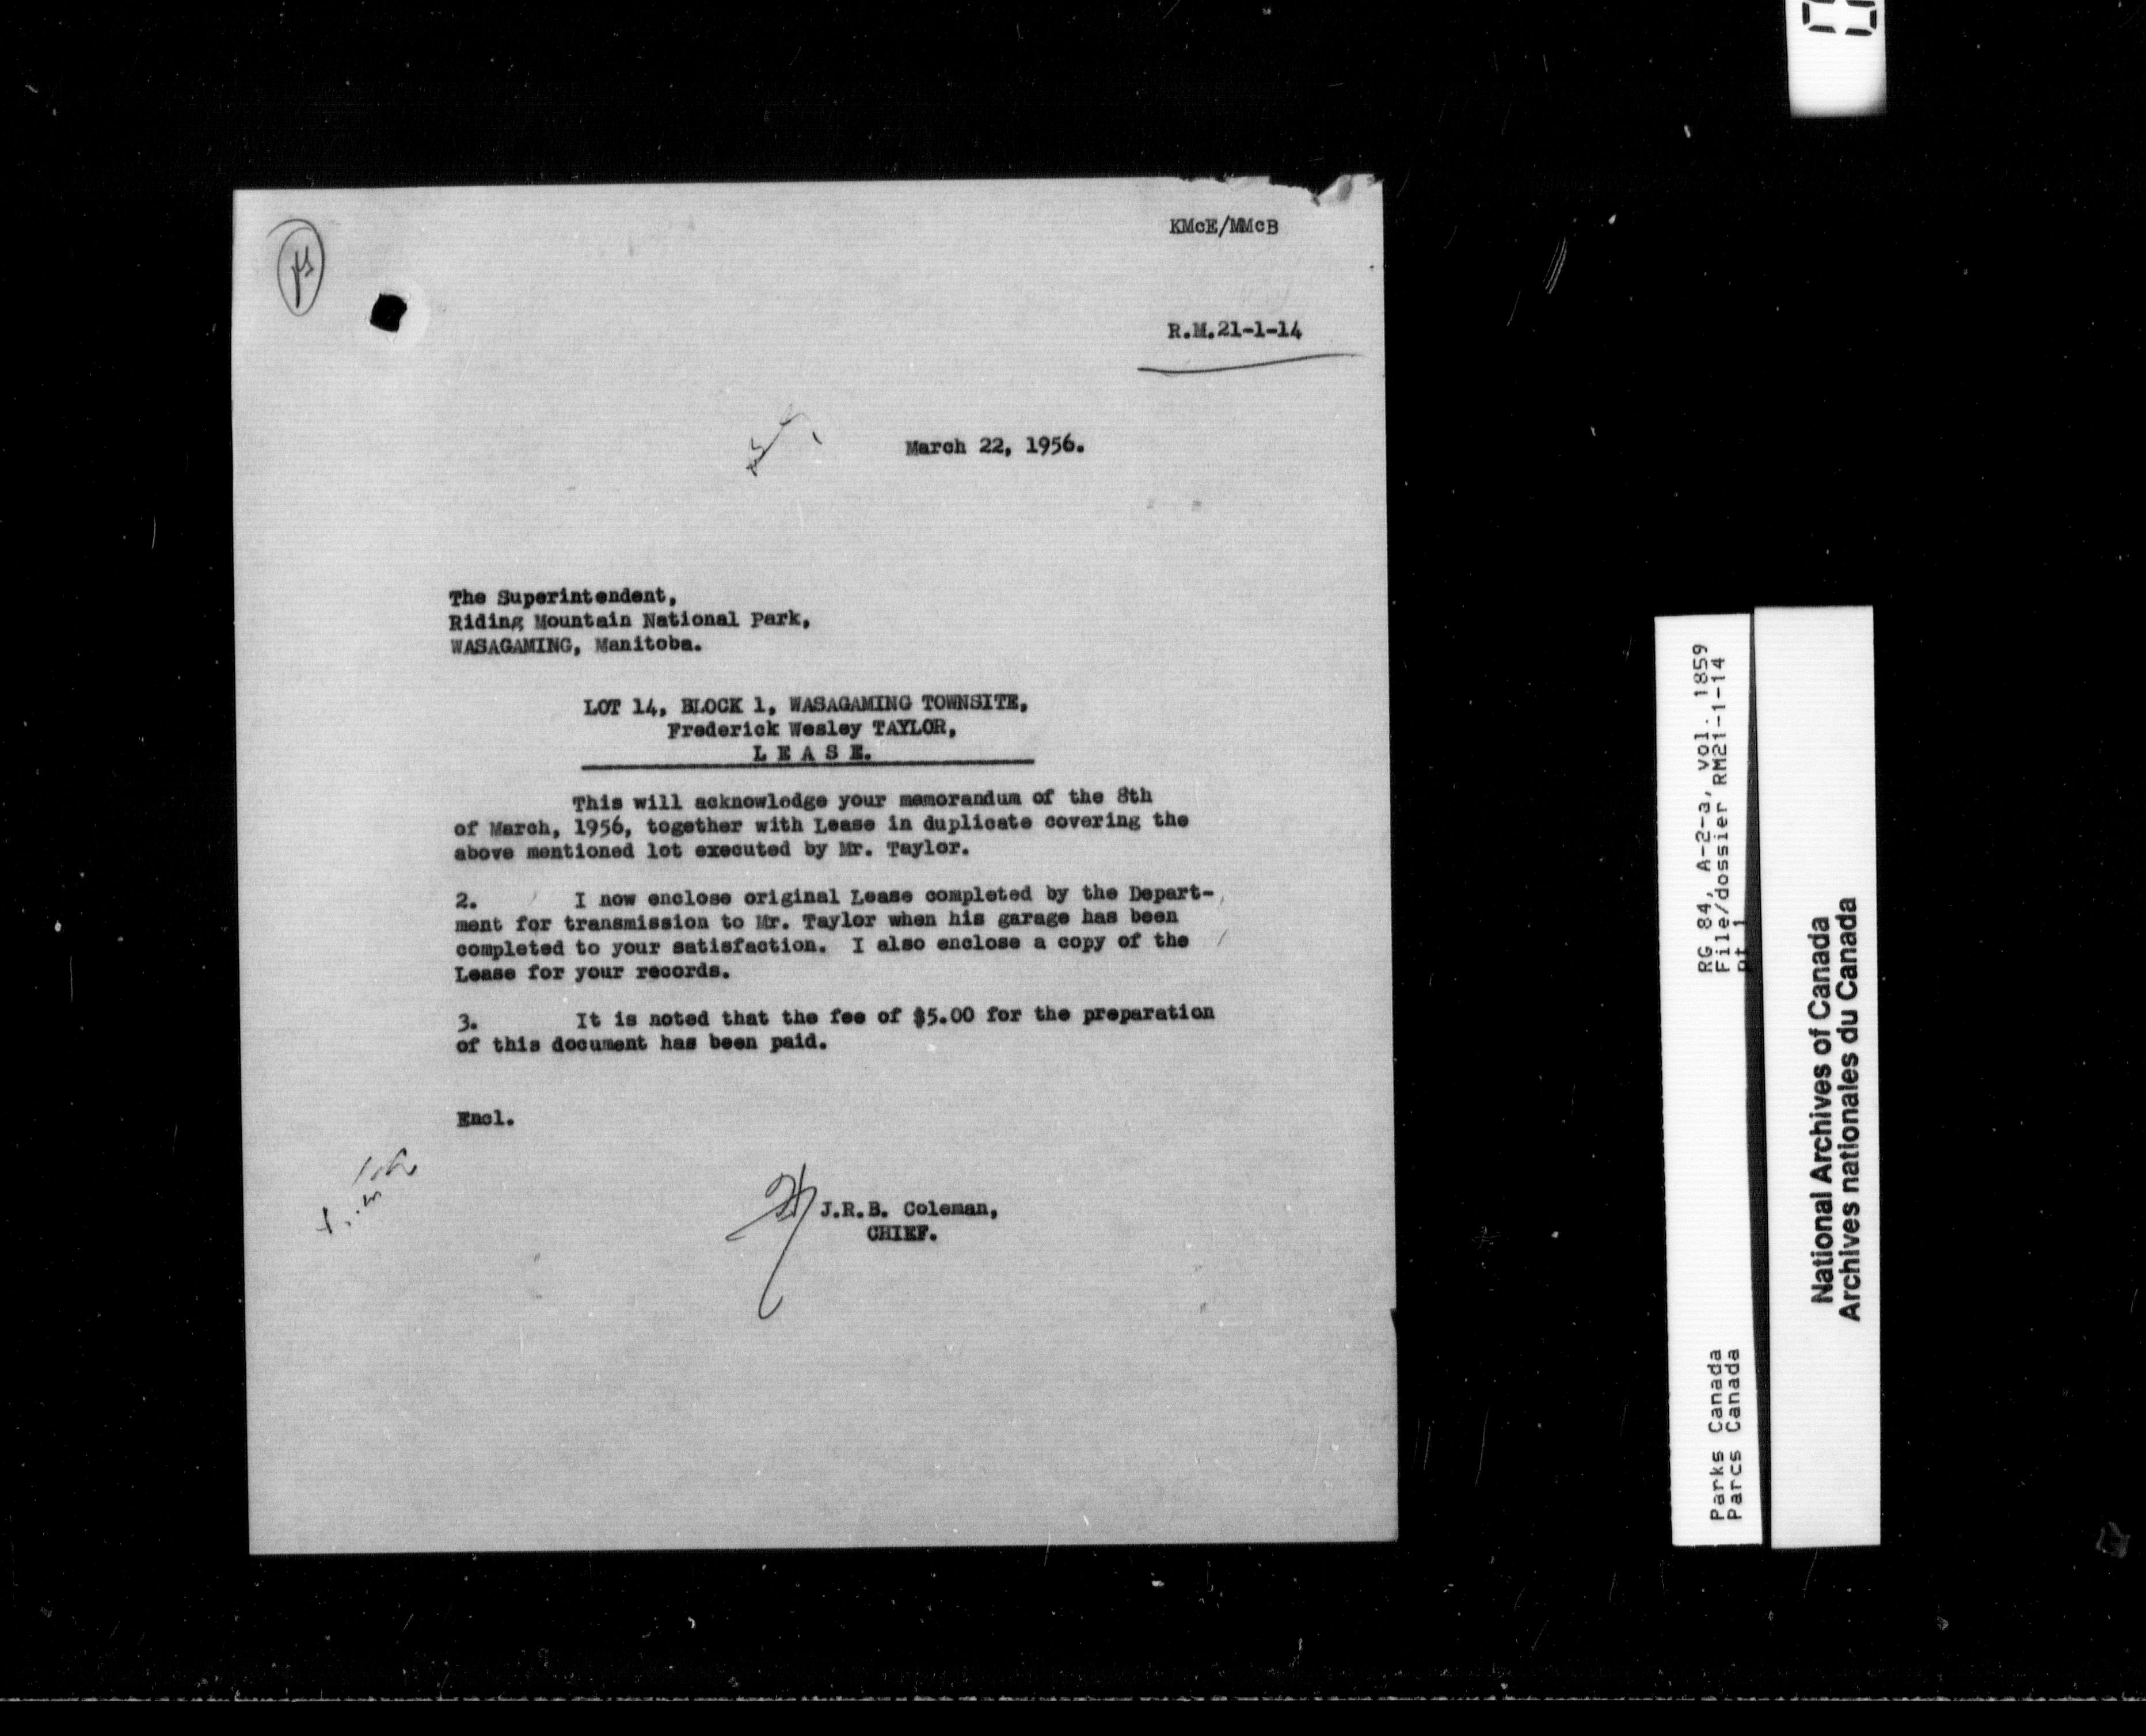 KMcE/MMcB
R.M.21-1-14
March 22, 1956.
The Superintendent,
Riding Mountain National Park,
WASAGAMING, Manitoba.
LOT 14, BLOCK 1, WASAGAMING TOWNSITE,
Frederick Wesley TAYLOR,
L E A S E.
This will acknowledge your memorandum of the 8th
of March, 1956, together with Lease in duplicate covering the
above mentioned lot executed by Mr. Taylor.
2. I now enclose original Lease completed by the Depart-
ment for transmission to Mr. Taylor when his garage has been
completed to your satisfaction. I also enclose a copy of the
Lease for your records.
3. It is noted that the fee of $5.00 for the preparation
of this document has been paid.
Encl.
J.R.B. Coleman,
CHIEF.
RG 84, A-2-a, vol. 1859
File/dossier RM21-1-14
pt 1
Parks Canada
Parcs Canada
National Archives of Canada
Archives nationales du Canada